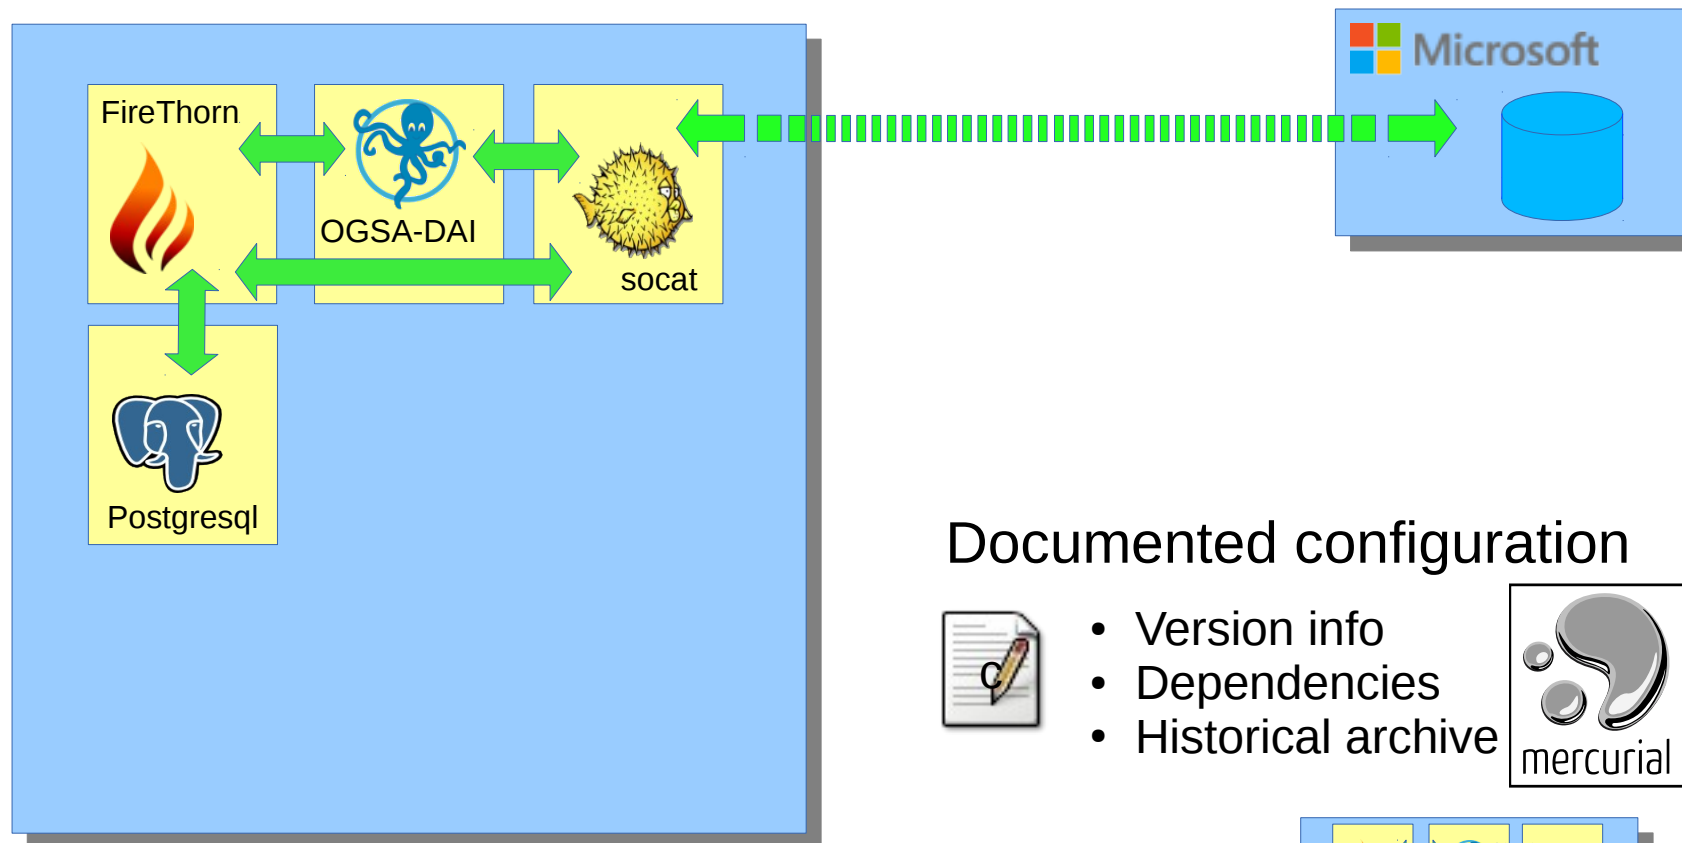 FireThorn
OGSA-DAI
socat
Postgresql
Microsoft
Documented configuration
c
• Version info
• Dependencies
• Historical archive
mercurial